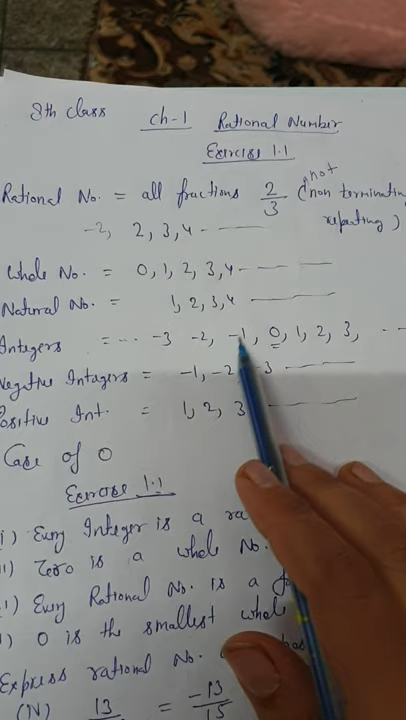 8th class Ch-1 Rational Number
Exercise 1.1
Rational No. = all fractions 2/3 (not non terminating
-2, 2, 3, 4 - repeating)
Whole No. = 0, 1, 2, 3, 4 - - -
Natural No. = 1, 2, 3, 4 -
Integers = ... -3 -2, -1, 0, 1, 2, 3, ...
Negative Integers = -1, -2, -3 -
Positive Int. = 1, 2, 3 -
Case of 0
Exercise 1.1
i) Every Integer is a ra
ii) Zero is a whole No.
i) Every Rational No. is a f
) 0 is the smallest whole
Express rational No.
(N) 13 = -13/15